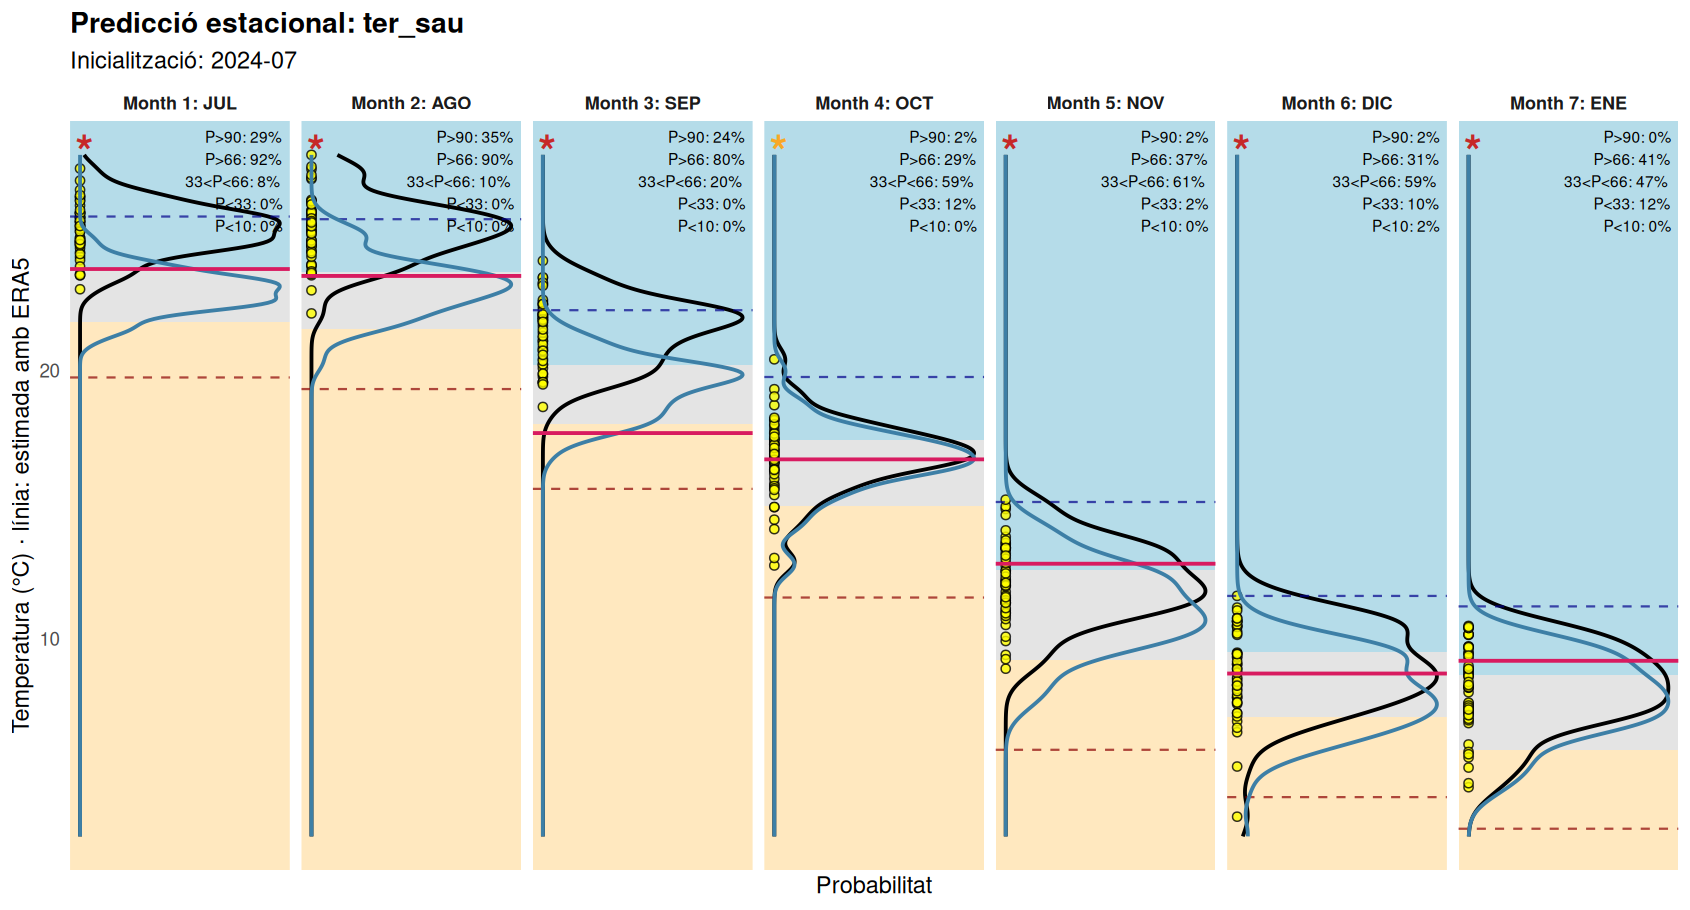 Predicció estacional: ter_sau
Inicialització: 2024-07
Month 1: JUL
Month 2: AGO
Month 3: SEP
Month 4: OCT
Month 5: NOV
Month 6: DIC
Month 7: ENE
*
P>90: 29%
P>66: 92%
33<P<66: 8%
P<33: 0%
P<10: 0%
*
P>90: 35%
P>66: 90%
33<P<66: 10%
P<33: 0%
P<10: 0%
*
P>90: 24%
P>66: 80%
33<P<66: 20%
P<33: 0%
P<10: 0%
*
P>90: 2%
P>66: 29%
33<P<66: 59%
P<33: 12%
P<10: 0%
*
P>90: 2%
P>66: 37%
33<P<66: 61%
P<33: 2%
P<10: 0%
*
P>90: 2%
P>66: 31%
33<P<66: 59%
P<33: 10%
P<10: 2%
*
P>90: 0%
P>66: 41%
33<P<66: 47%
P<33: 12%
P<10: 0%
Temperatura (°C) · línia: estimada amb ERA5
20
10
Probabilitat